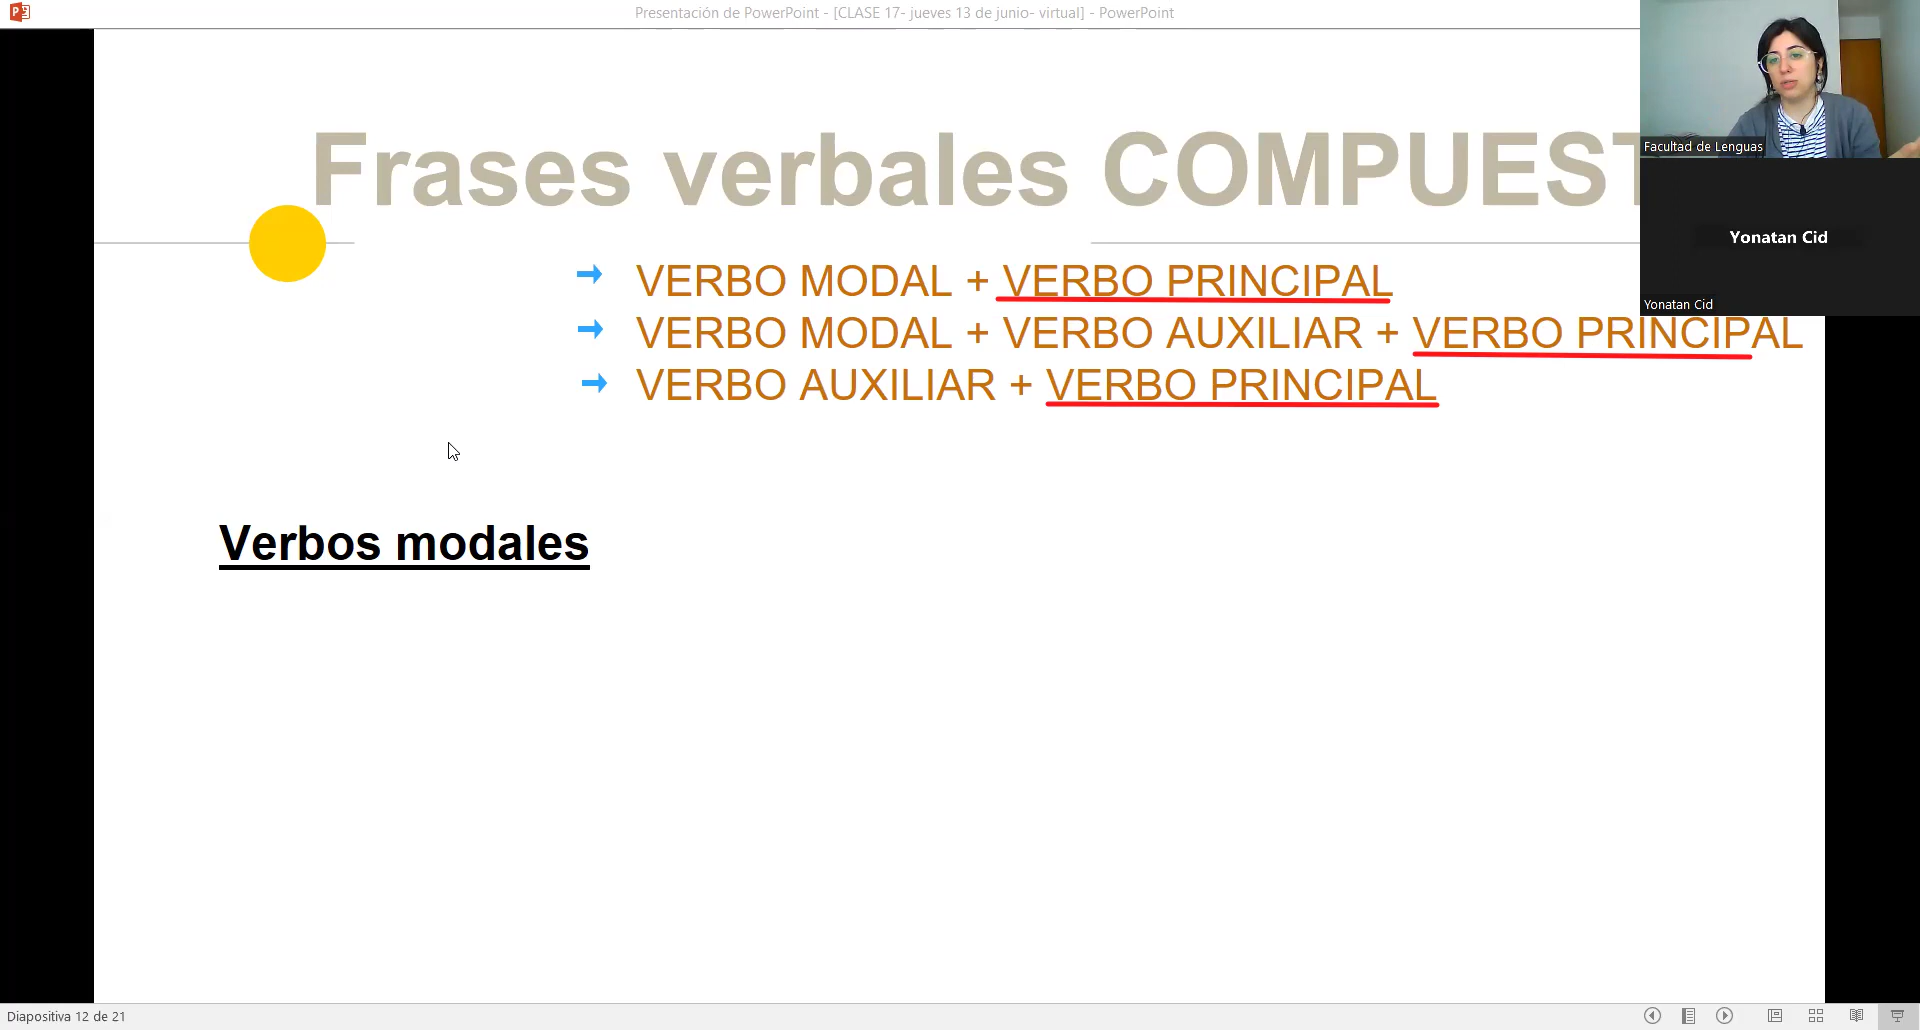 Presentación de PowerPoint - [CLASE 17- jueves 13 de junio- virtual] - PowerPoint
Facultad de Lenguas
Yonatan Cid
Yonatan Cid
Frases verbales COMPUEST
VERBO MODAL + VERBO PRINCIPAL
VERBO MODAL + VERBO AUXILIAR + VERBO PRINCIPAL
VERBO AUXILIAR + VERBO PRINCIPAL
Verbos modales
Diapositiva 12 de 21